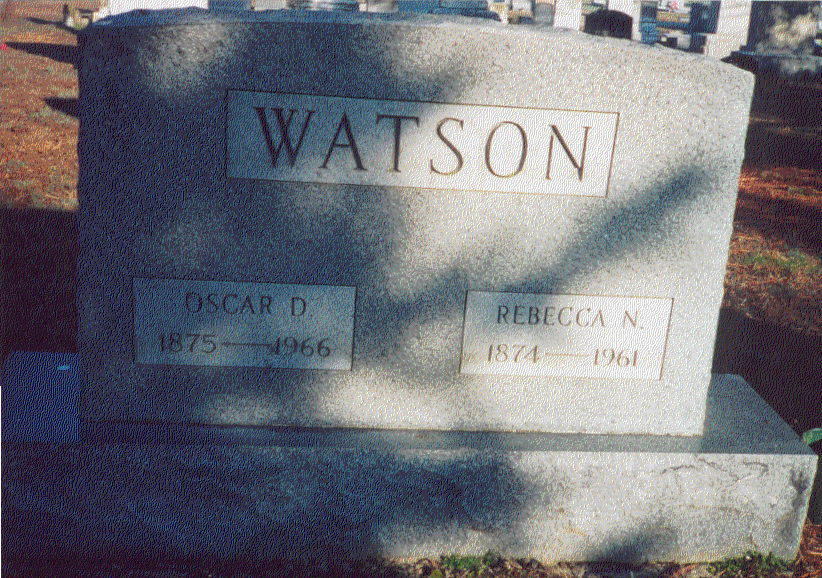 WATSON
OSCAR D.
1875—1966
REBECCA N.
1874—1961